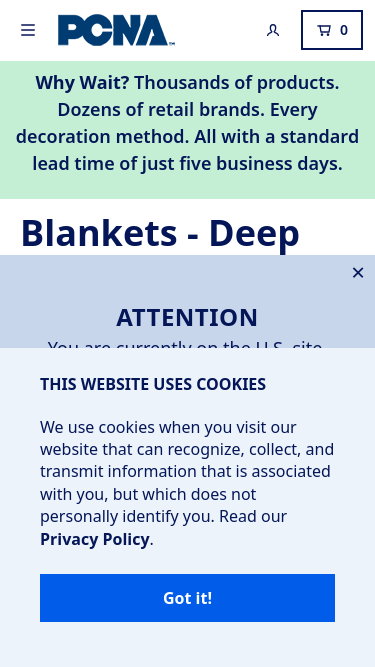 PCNA
0
Why Wait? Thousands of products.
Dozens of retail brands. Every
decoration method. All with a standard
lead time of just five business days.
Blankets - Deep
ATTENTION
You are currently on the U.S. site.
THIS WEBSITE USES COOKIES
We use cookies when you visit our
website that can recognize, collect, and
transmit information that is associated
with you, but which does not
personally identify you. Read our
Privacy Policy.
Got it!